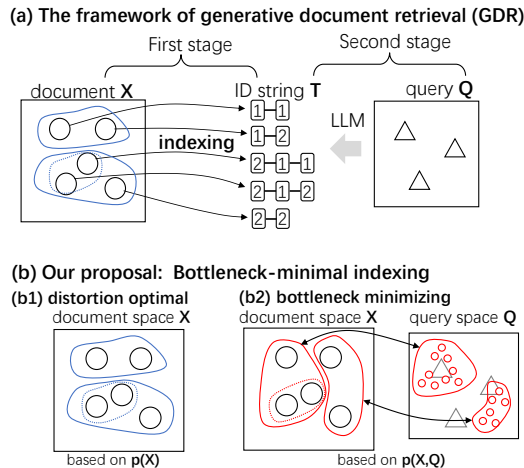 (a) The framework of generative document retrieval (GDR)
First stage
Second stage
document X
ID string T
query Q
1 1
1 2
2 1 1
2 1 2
2 2
indexing
LLM
(b) Our proposal: Bottleneck-minimal indexing
(b1) distortion optimal
(b2) bottleneck minimizing
document space X
document space X
query space Q
based on p(X)
based on p(X,Q)